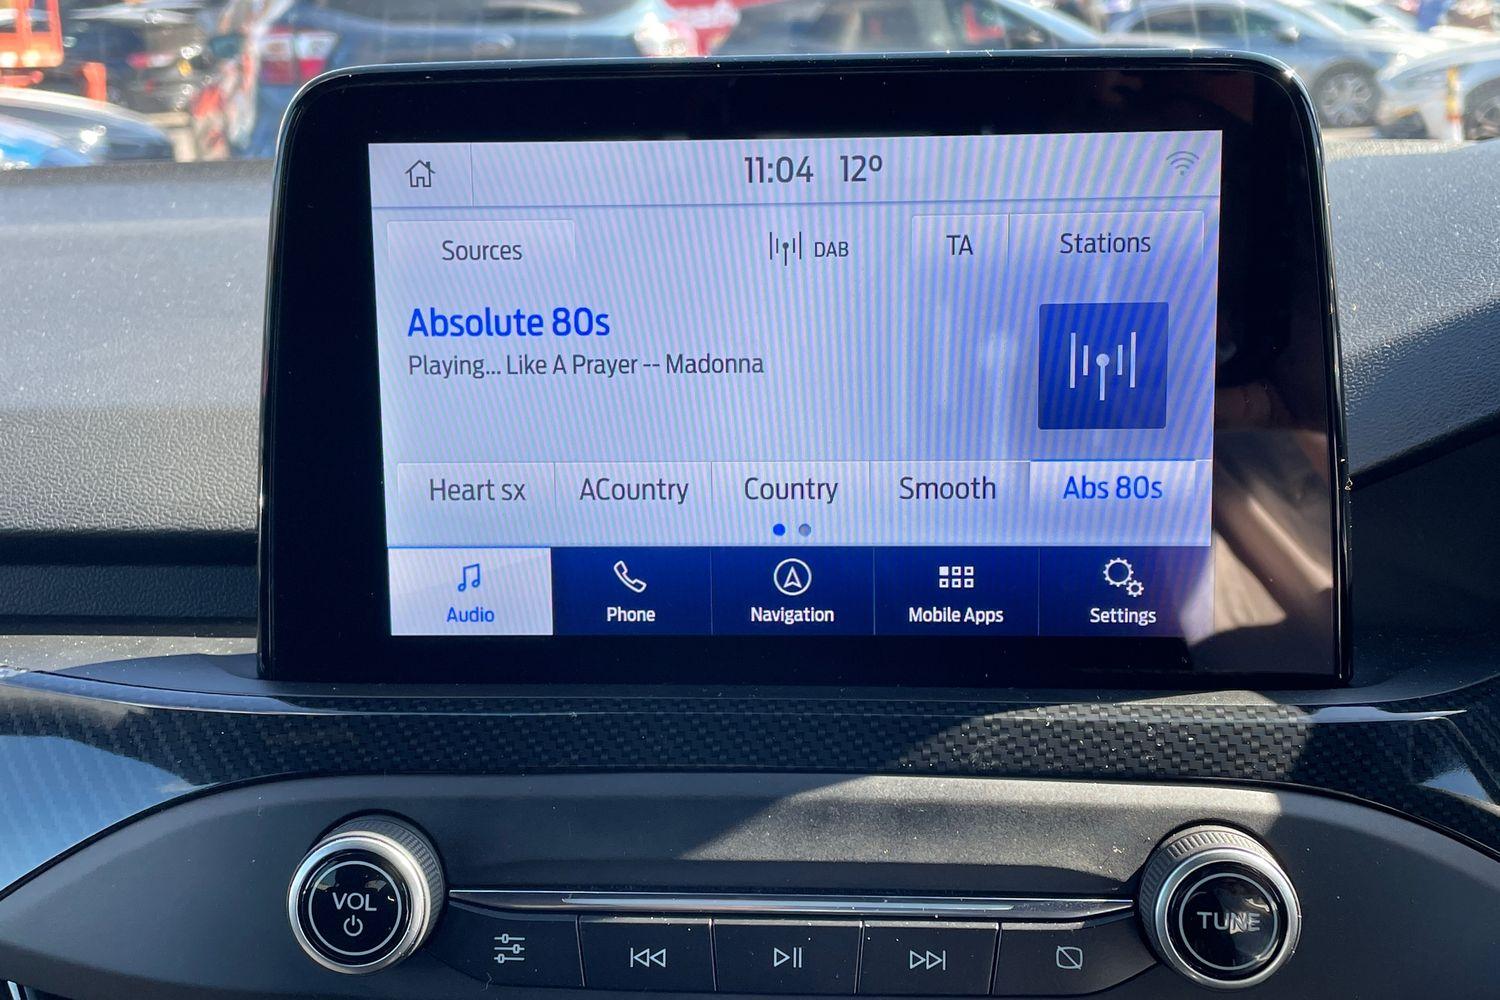 11:04 12º
Sources DAB TA Stations
Absolute 80s
Playing... Like A Prayer -- Madonna
Heart sx ACountry Country Smooth Abs 80s
Audio Phone Navigation Mobile Apps Settings
VOL TUNE